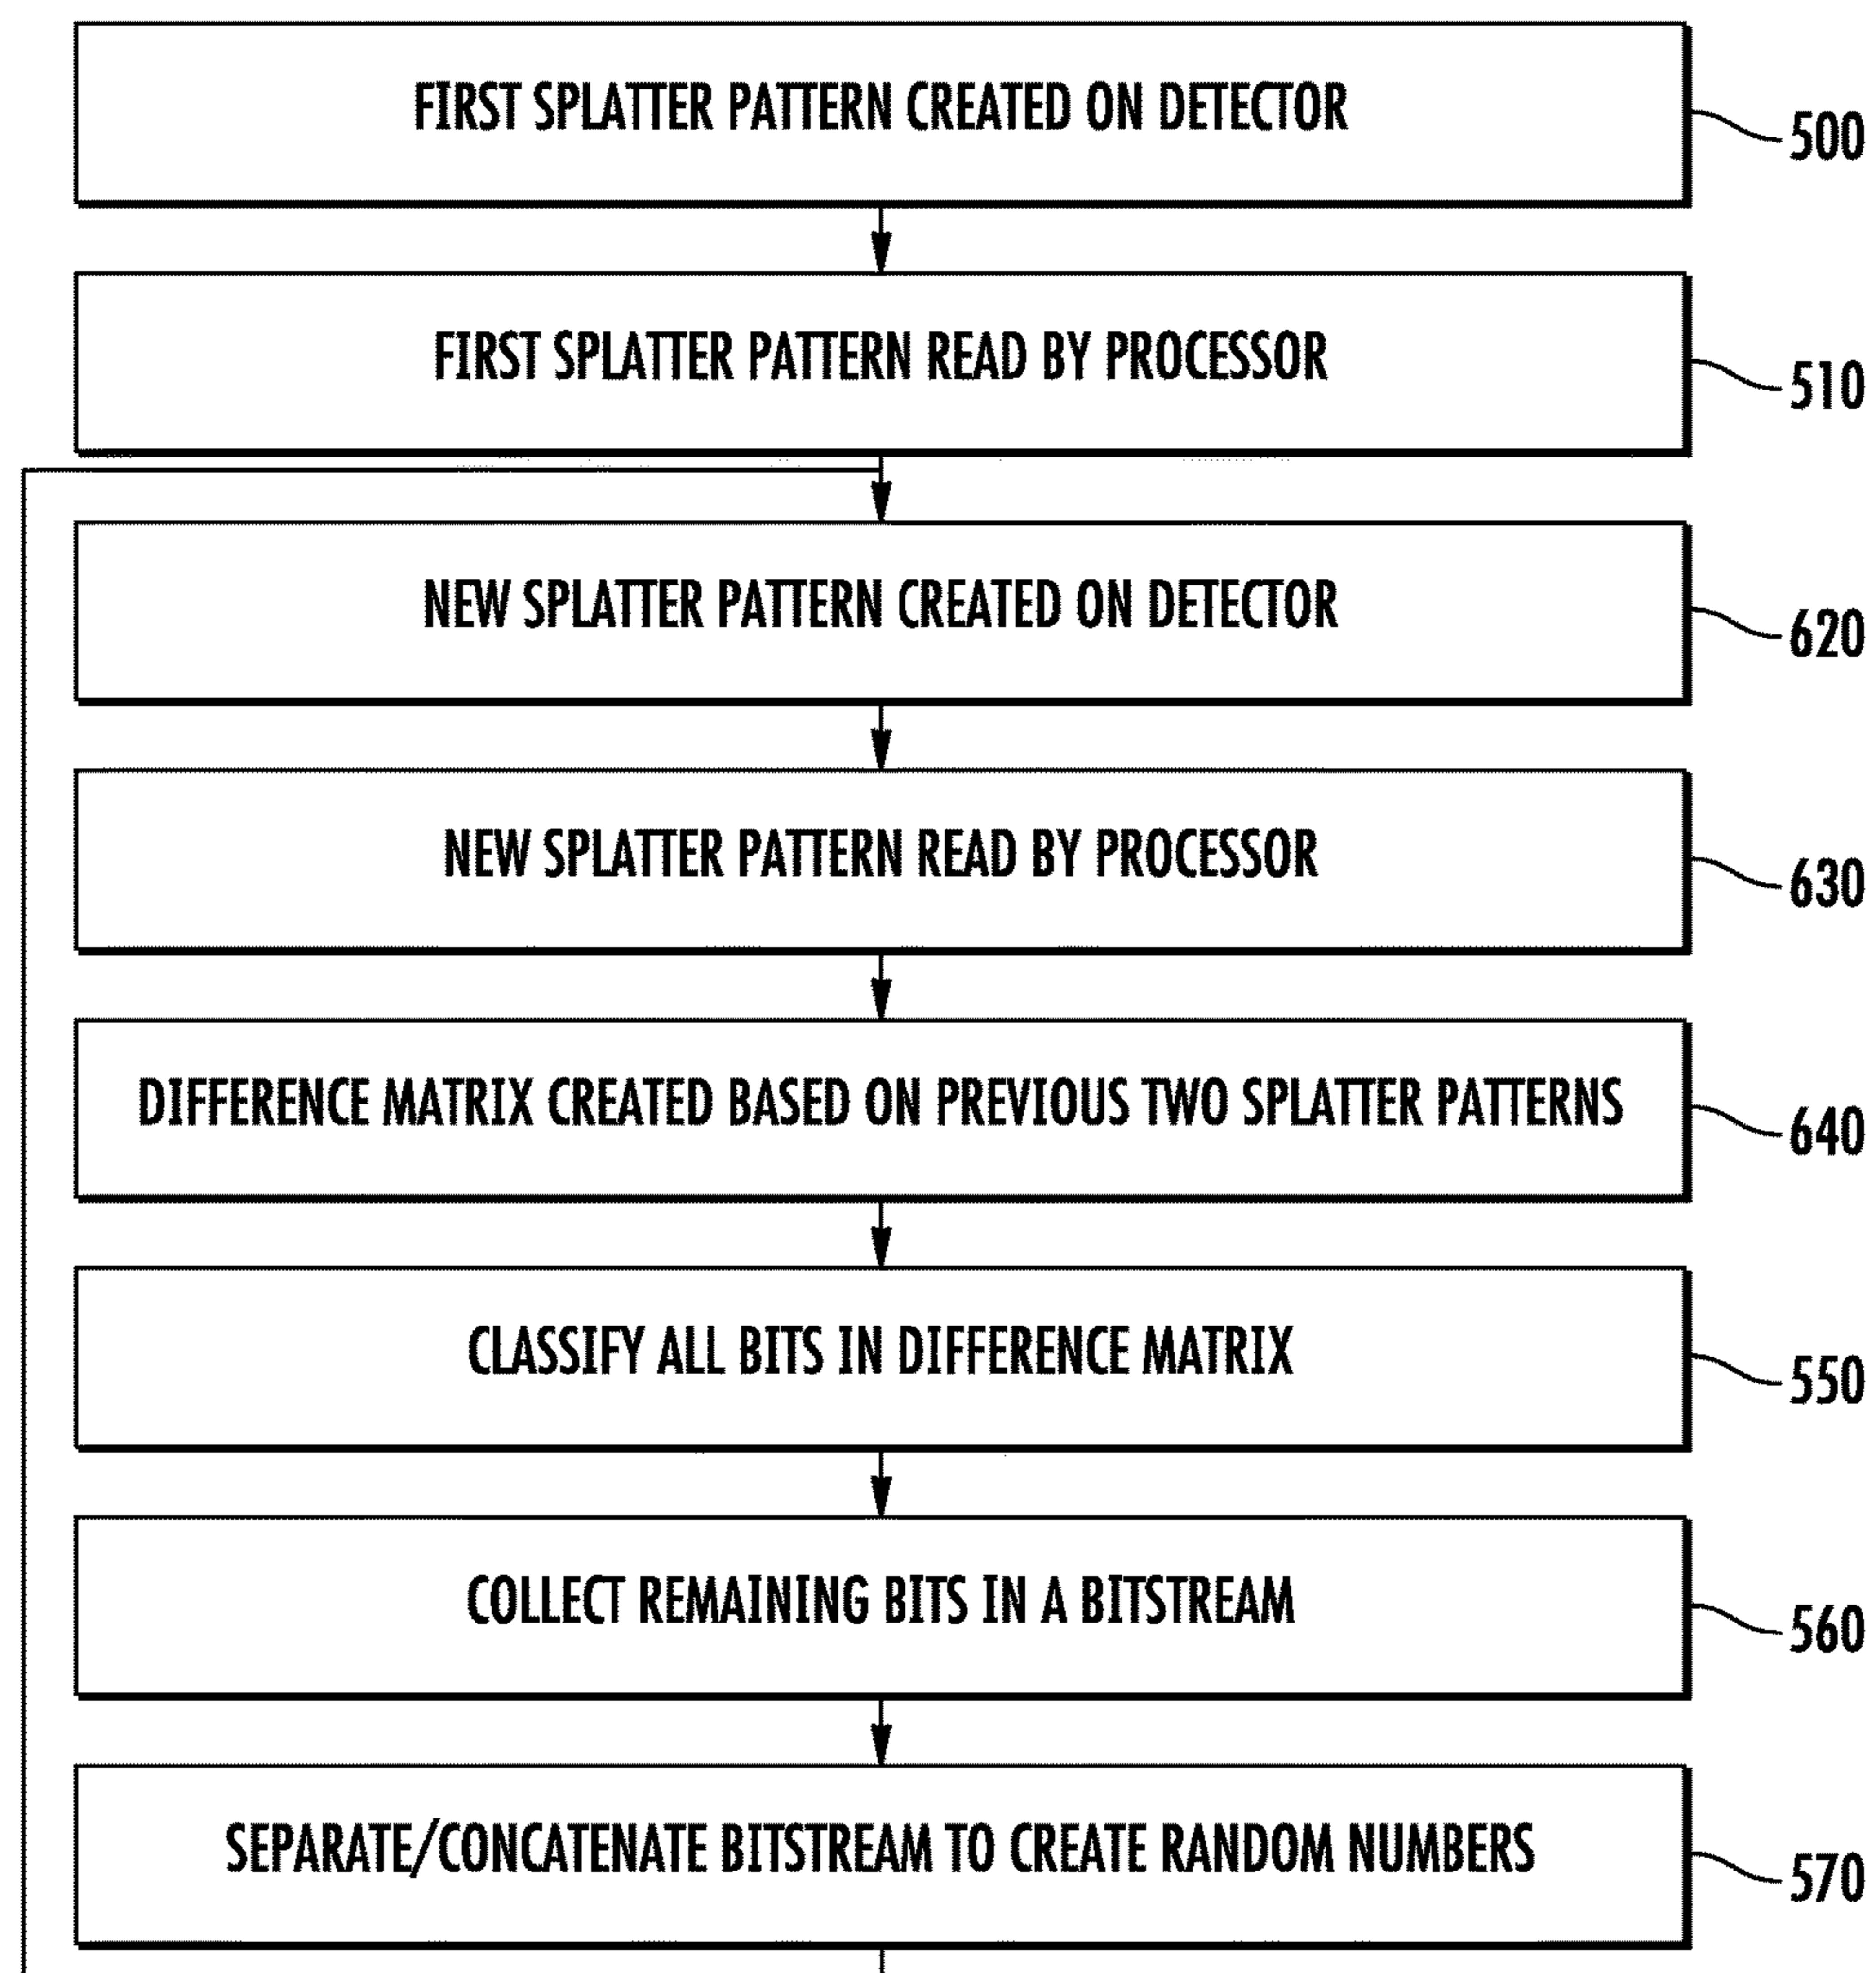 FIRST SPLATTER PATTERN CREATED ON DETECTOR
500
FIRST SPLATTER PATTERN READ BY PROCESSOR
510
NEW SPLATTER PATTERN CREATED ON DETECTOR
620
NEW SPLATTER PATTERN READ BY PROCESSOR
630
DIFFERENCE MATRIX CREATED BASED ON PREVIOUS TWO SPLATTER PATTERNS
640
CLASSIFY ALL BITS IN DIFFERENCE MATRIX
550
COLLECT REMAINING BITS IN A BITSTREAM
560
SEPARATE/CONCATENATE BITSTREAM TO CREATE RANDOM NUMBERS
570